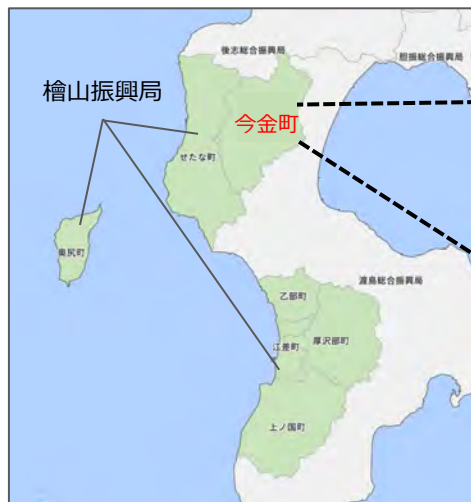 後志総合振興局
胆振総合振興局
檜山振興局
今金町
せたな町
奥尻町
渡島総合振興局
乙部町
江差町
厚沢部町
上ノ国町